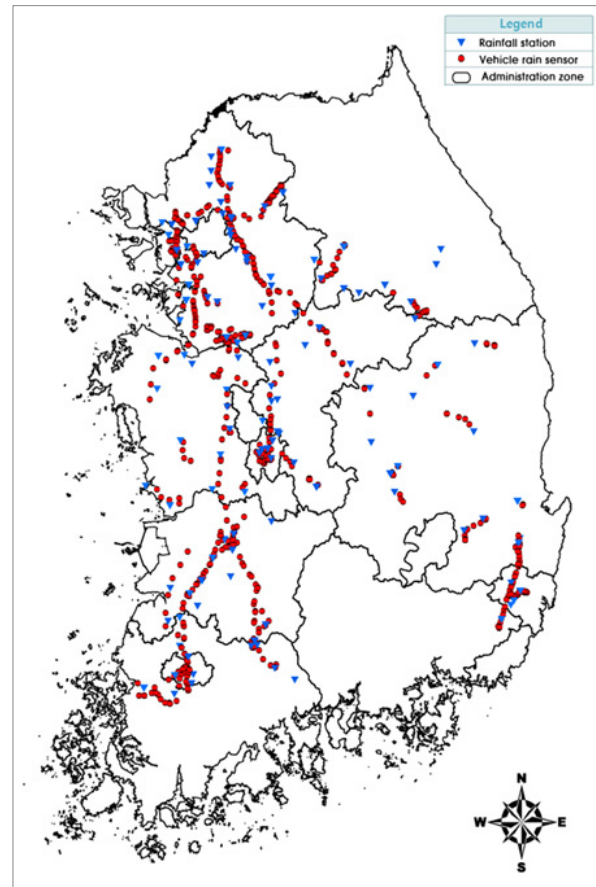 Legend
Rainfall station
Vehicle rain sensor
Administration zone
N
W E
S